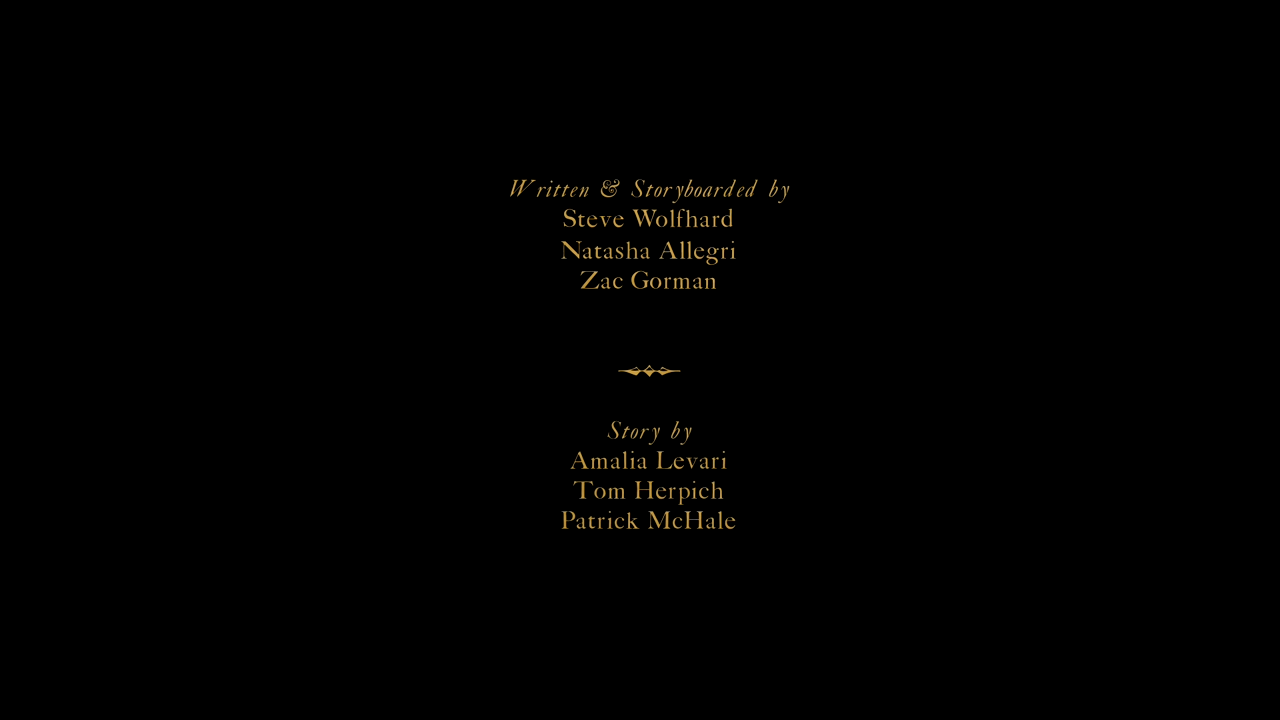 Written & Storyboarded by
Steve Wolfhard
Natasha Allegri
Zac Gorman
Story by
Amalia Levari
Tom Herpich
Patrick McHale